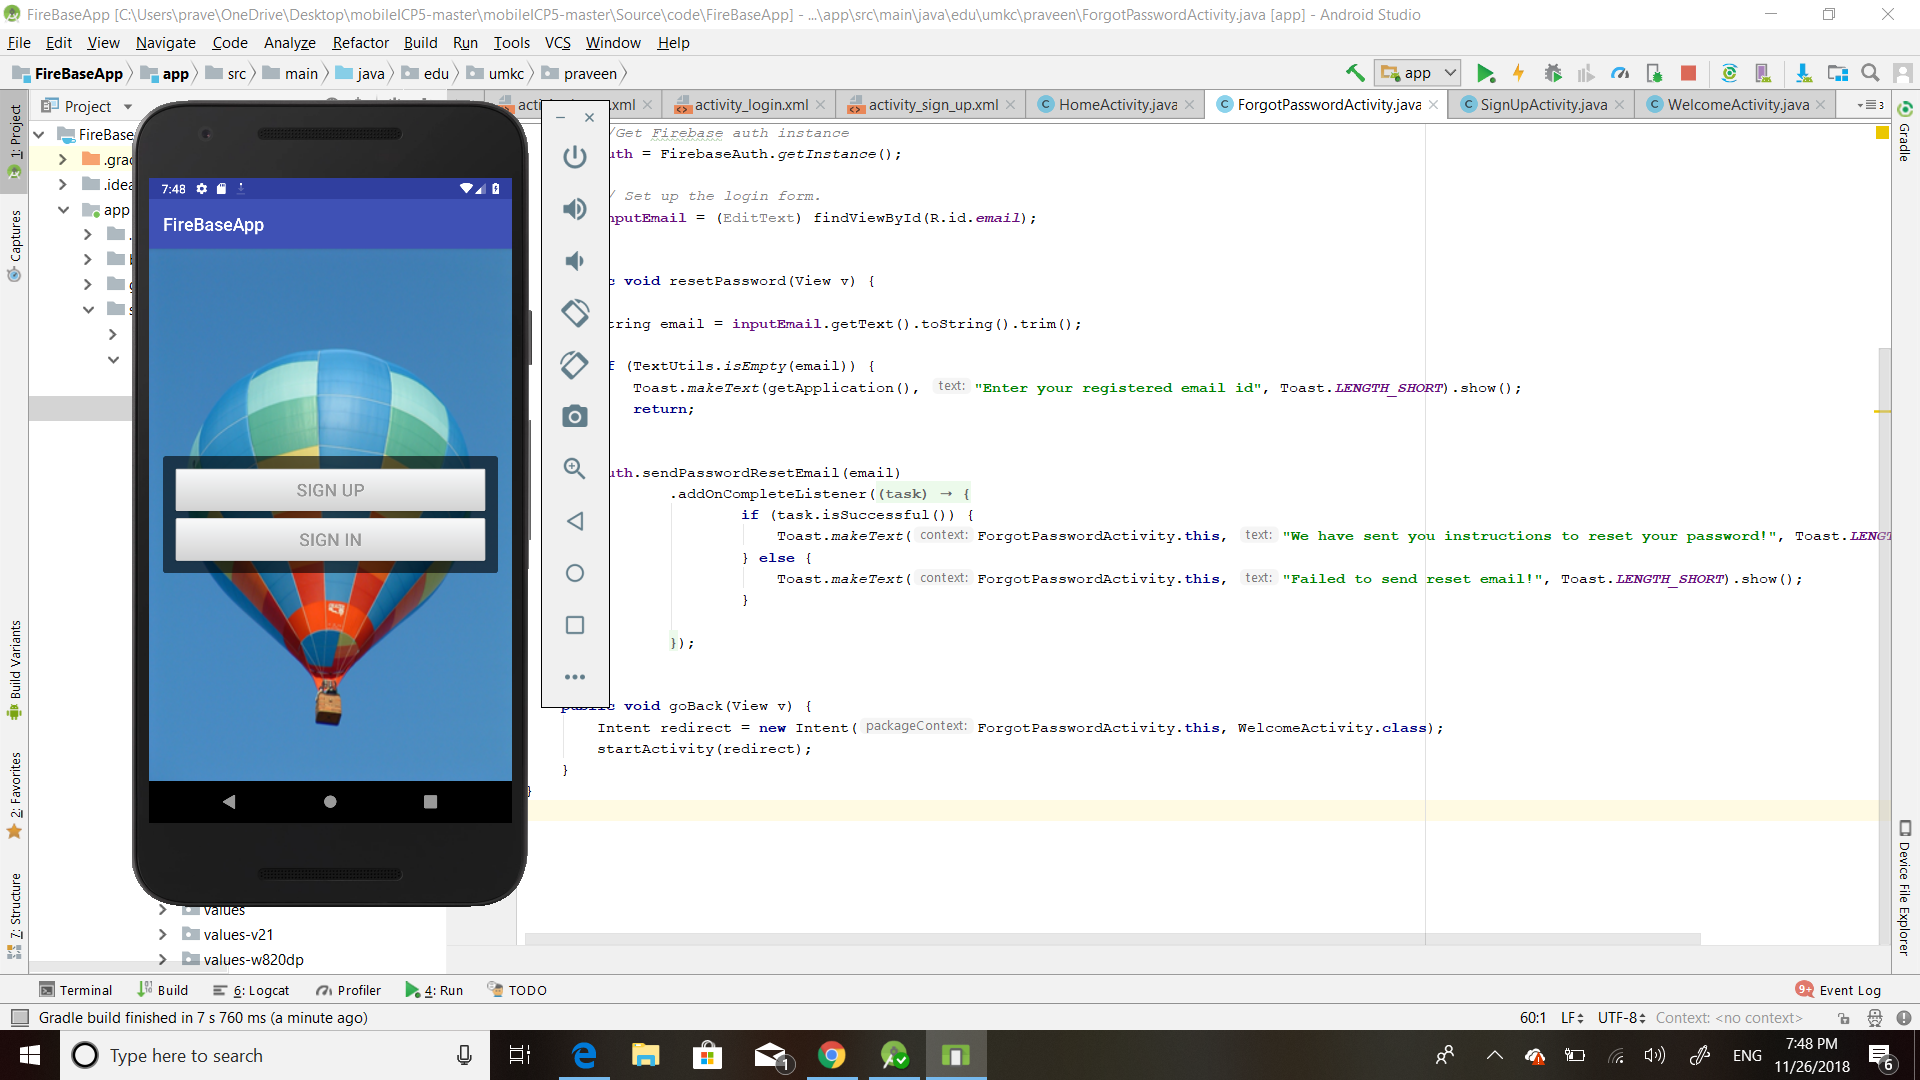 FireBaseApp [C:\Users\prave\OneDrive\Desktop\mobileICP5-master\mobileICP5-master\Source\code\FireBaseApp] - ...\app\src\main\java\edu\umkc\praveen\ForgotPasswordActivity.java [app] - Android Studio
File Edit View Navigate Code Analyze Refactor Build Run Tools VCS Window Help
FireBaseApp app src main java edu umkc praveen app
Project .xml activity_login.xml activity_sign_up.xml HomeActivity.java ForgotPasswordActivity.java SignUpActivity.java WelcomeActivity.java 3
1: Project
Captures
Build Variants
2: Favorites
7: Structure
FireBase
.grad
.idea
app
values
values-v21
values-w820dp
7:48
FireBaseApp
SIGN UP
SIGN IN
/Get Firebase auth instance
uth = FirebaseAuth.getInstance();
/ Set up the login form.
nputEmail = (EditText) findViewById(R.id.email);
c void resetPassword(View v) {
tring email = inputEmail.getText().toString().trim();
f (TextUtils.isEmpty(email)) {
Toast.makeText(getApplication(), text: "Enter your registered email id", Toast.LENGTH_SHORT).show();
return;
uth.sendPasswordResetEmail(email)
.addOnCompleteListener((task) → {
if (task.isSuccessful()) {
Toast.makeText( context: ForgotPasswordActivity.this, text: "We have sent you instructions to reset your password!", Toast.LENGT
} else {
Toast.makeText( context: ForgotPasswordActivity.this, text: "Failed to send reset email!", Toast.LENGTH_SHORT).show();
}
});
public void goBack(View v) {
Intent redirect = new Intent( packageContext: ForgotPasswordActivity.this, WelcomeActivity.class);
startActivity(redirect);
}
}
Gradle
Device File Explorer
Terminal Build 6: Logcat Profiler 4: Run TODO 9+ Event Log
Gradle build finished in 7 s 760 ms (a minute ago) 60:1 LF UTF-8 Context: <no context>
Type here to search 1 ENG 7:48 PM 6
11/26/2018